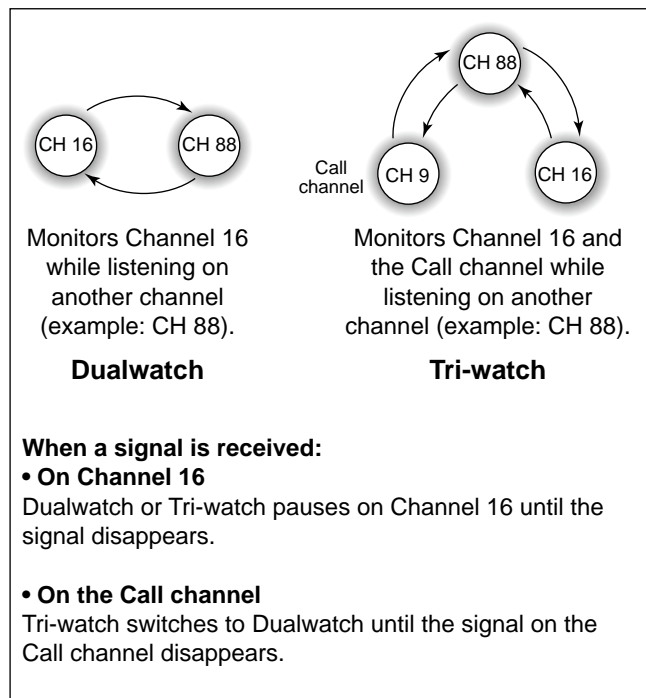 CH 16
CH 88
Monitors Channel 16
while listening on
another channel
(example: CH 88).
Dualwatch
CH 88
Call
channel
CH 9
CH 16
Monitors Channel 16 and
the Call channel while
listening on another
channel (example: CH 88).
Tri-watch
When a signal is received:
• On Channel 16
Dualwatch or Tri-watch pauses on Channel 16 until the
signal disappears.
• On the Call channel
Tri-watch switches to Dualwatch until the signal on the
Call channel disappears.